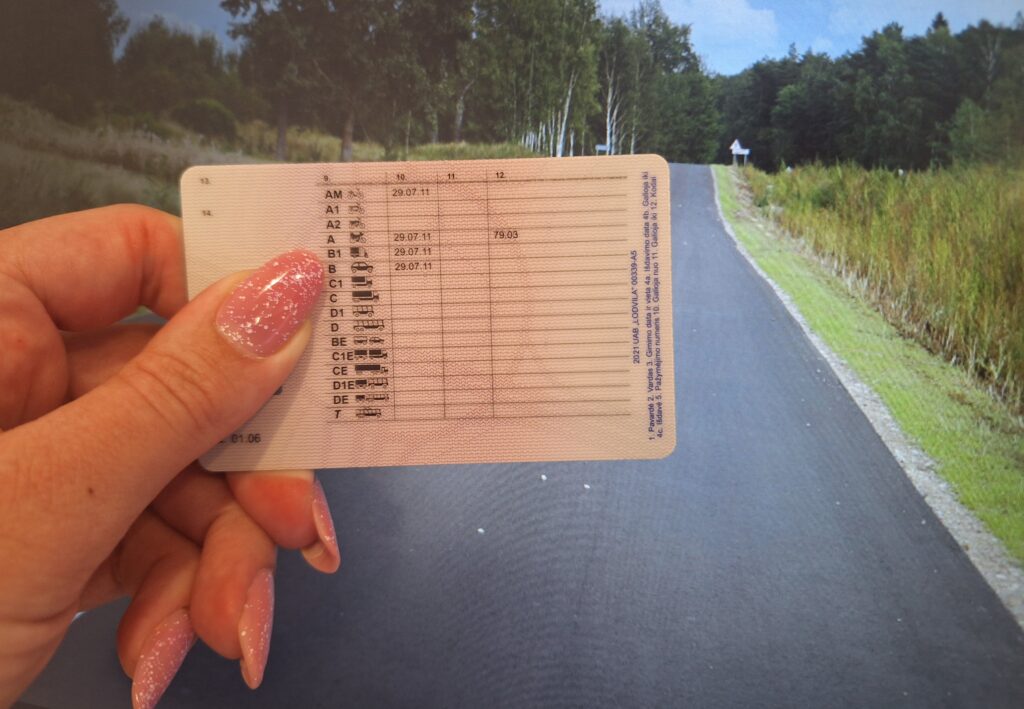 13.
14.
9. 10. 11. 12.
AM 29.07.11
A1
A2
A 29.07.11 79.03
B1 29.07.11
B 29.07.11
C1
C
D1
D
BE
C1E
CE
D1E
DE
T
01.06
2021 UAB „LODVILA“ 00339-A5
1. Pavardė 2. Vardas 3. Gimimo data ir vieta 4a. Išdavimo data 4b. Galioja iki
4c. Išdavė 5. Pažymėjimo numeris 10. Galioja nuo 11. Galioja iki 12. Kodai